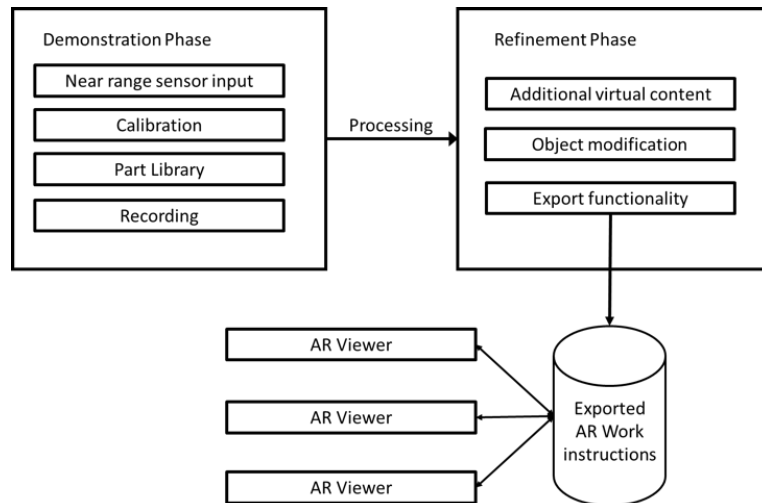 Demonstration Phase
Near range sensor input
Calibration
Part Library
Recording
Processing
Refinement Phase
Additional virtual content
Object modification
Export functionality
AR Viewer
AR Viewer
AR Viewer
Exported
AR Work
instructions